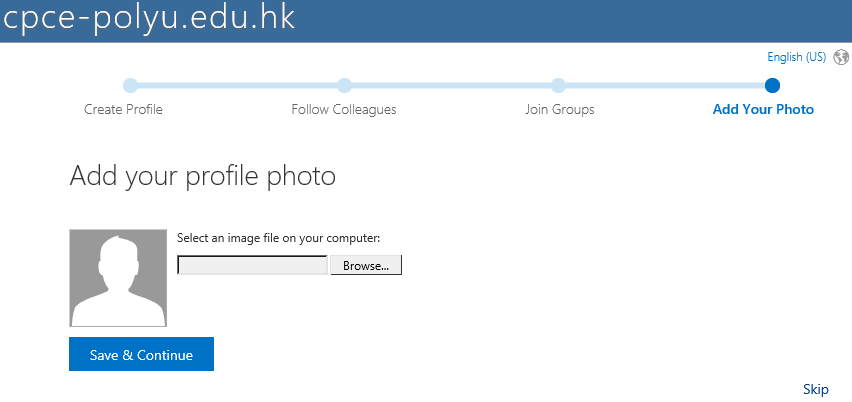 cpce-polyu.edu.hk
English (US)
Create Profile
Follow Colleagues
Join Groups
Add Your Photo
Add your profile photo
Select an image file on your computer:
Browse...
Save & Continue
Skip